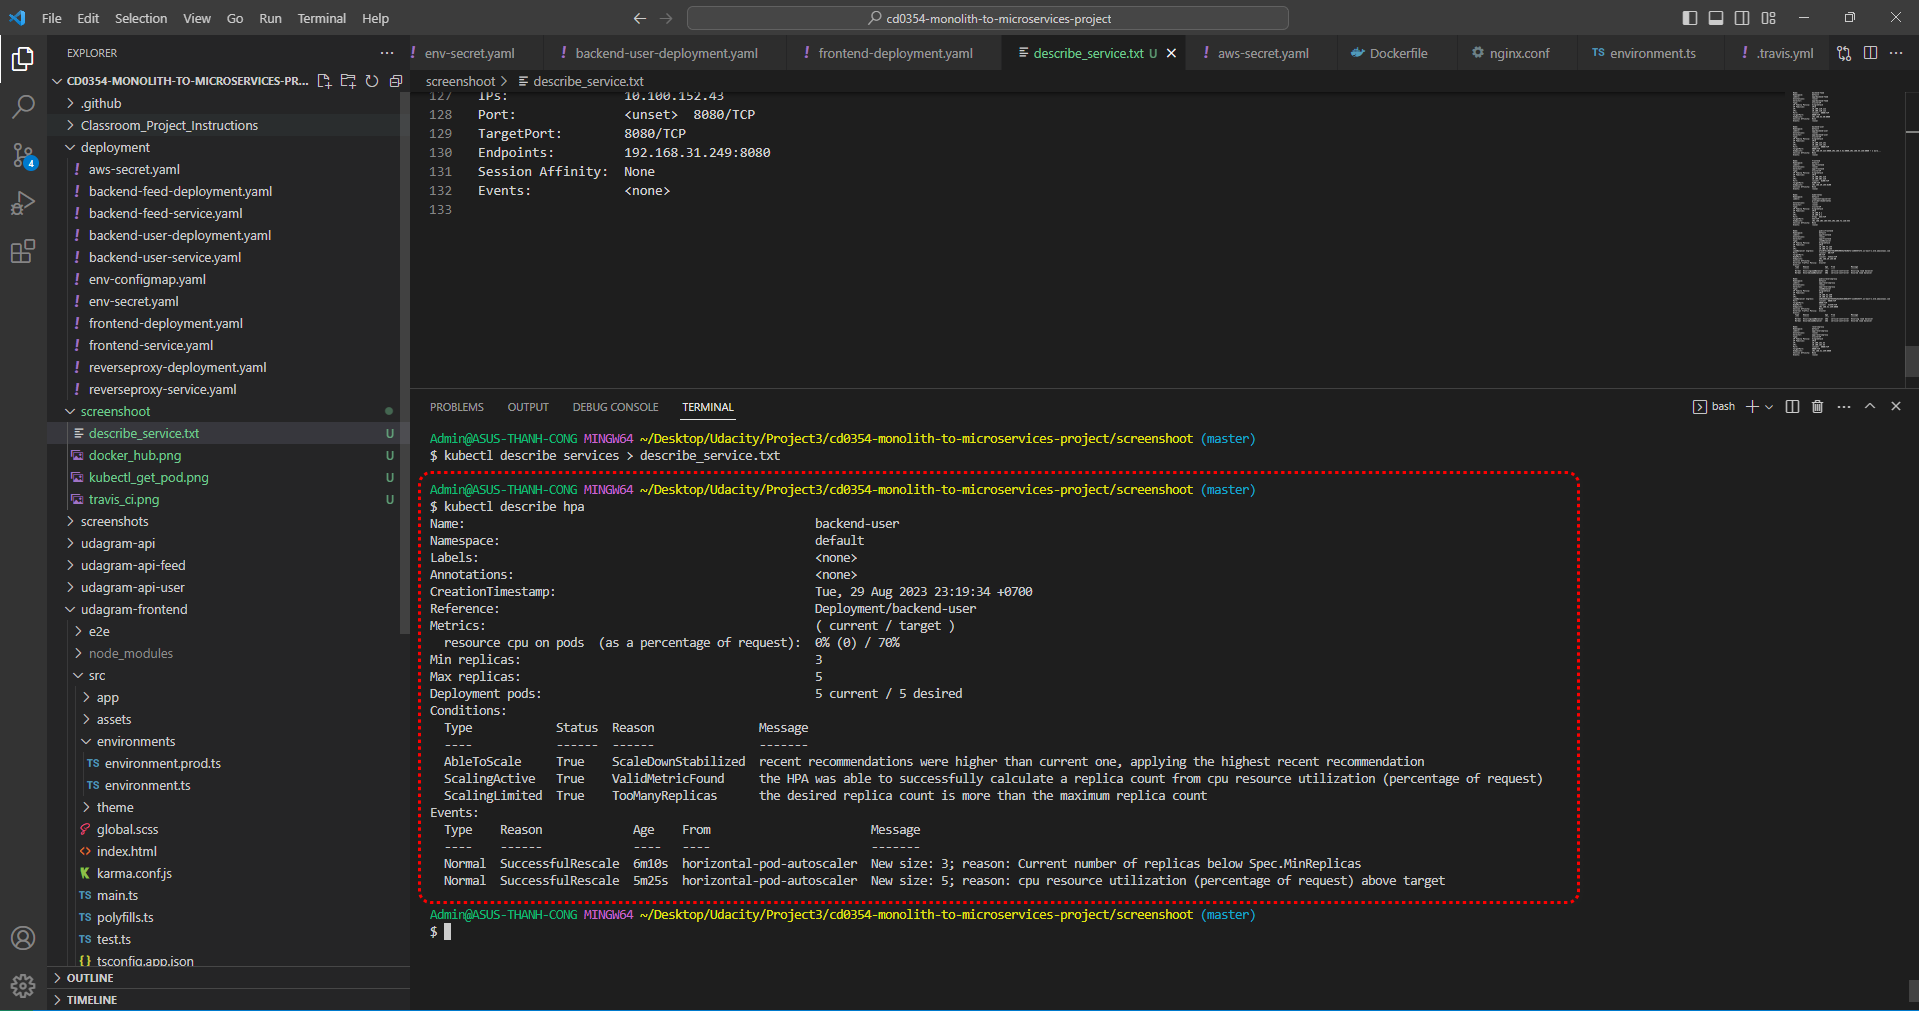 File Edit Selection View Go Run Terminal Help
cd0354-monolith-to-microservices-project
EXPLORER
CD0354-MONOLITH-TO-MICROSERVICES-PR...
.github
Classroom_Project_Instructions
deployment
aws-secret.yaml
backend-feed-deployment.yaml
backend-feed-service.yaml
backend-user-deployment.yaml
backend-user-service.yaml
env-configmap.yaml
env-secret.yaml
frontend-deployment.yaml
frontend-service.yaml
reverseproxy-deployment.yaml
reverseproxy-service.yaml
screenshoot
describe_service.txt U
docker_hub.png U
kubectl_get_pod.png U
travis_ci.png U
screenshots
udagram-api
udagram-api-feed
udagram-api-user
udagram-frontend
e2e
node_modules
src
app
assets
environments
TS environment.prod.ts
TS environment.ts
theme
global.scss
index.html
karma.conf.js
TS main.ts
TS polyfills.ts
TS test.ts
{} tsconfig.app.json
OUTLINE
TIMELINE
4
! env-secret.yaml ! backend-user-deployment.yaml ! frontend-deployment.yaml describe_service.txt U ! aws-secret.yaml Dockerfile nginx.conf TS environment.ts ! .travis.yml
screenshoot > describe_service.txt
127 IPs: 10.100.152.43
128 Port: <unset> 8080/TCP
129 TargetPort: 8080/TCP
130 Endpoints: 192.168.31.249:8080
131 Session Affinity: None
132 Events: <none>
133
PROBLEMS OUTPUT DEBUG CONSOLE TERMINAL
bash
Admin@ASUS-THANH-CONG MINGW64 ~/Desktop/Udacity/Project3/cd0354-monolith-to-microservices-project/screenshoot (master)
$ kubectl describe services > describe_service.txt
Admin@ASUS-THANH-CONG MINGW64 ~/Desktop/Udacity/Project3/cd0354-monolith-to-microservices-project/screenshoot (master)
$ kubectl describe hpa
Name: backend-user
Namespace: default
Labels: <none>
Annotations: <none>
CreationTimestamp: Tue, 29 Aug 2023 23:19:34 +0700
Reference: Deployment/backend-user
Metrics: ( current / target )
resource cpu on pods (as a percentage of request): 0% (0) / 70%
Min replicas: 3
Max replicas: 5
Deployment pods: 5 current / 5 desired
Conditions:
Type Status Reason Message
---- ------ ------ -------
AbleToScale True ScaleDownStabilized recent recommendations were higher than current one, applying the highest recent recommendation
ScalingActive True ValidMetricFound the HPA was able to successfully calculate a replica count from cpu resource utilization (percentage of request)
ScalingLimited True TooManyReplicas the desired replica count is more than the maximum replica count
Events:
Type Reason Age From Message
---- ------ ---- ---- -------
Normal SuccessfulRescale 6m10s horizontal-pod-autoscaler New size: 3; reason: Current number of replicas below Spec.MinReplicas
Normal SuccessfulRescale 5m25s horizontal-pod-autoscaler New size: 5; reason: cpu resource utilization (percentage of request) above target
Admin@ASUS-THANH-CONG MINGW64 ~/Desktop/Udacity/Project3/cd0354-monolith-to-microservices-project/screenshoot (master)
$